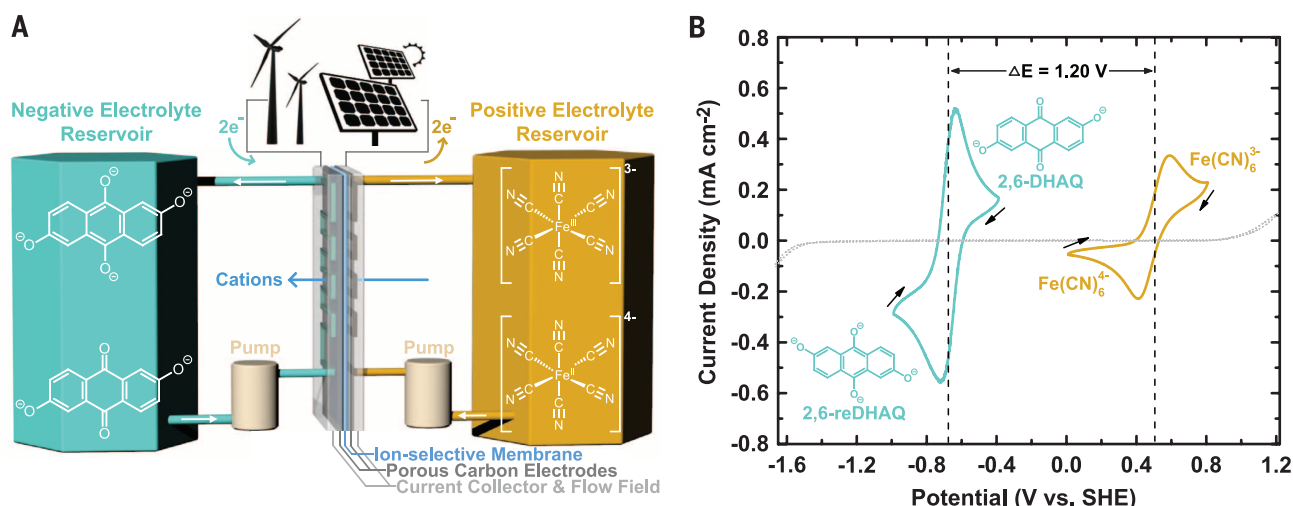 A
Negative Electrolyte
Reservoir
2e-
2e-
Positive Electrolyte
Reservoir
O⊖
O⊖
⊖O
O⊖
N N 3-
C C
N≡C C≡N
FeIII
N≡C C≡N
C
N
Cations
4-
N
C
N≡C C≡N
FeII
N≡C C≡N
C
N
O
O⊖
⊖O
O
Pump
Pump
Ion-selective Membrane
Porous Carbon Electrodes
Current Collector & Flow Field
B
Current Density (mA cm-2)
0.8
0.6
0.4
0.2
0.0
-0.2
-0.4
-0.6
-0.8
ΔE = 1.20 V
O
O⊖
⊖O
O
2,6-DHAQ
Fe(CN)63-
Fe(CN)64-
O⊖
⊖O
O⊖
O⊖
2,6-reDHAQ
-1.6 -1.2 -0.8 -0.4 0.0 0.4 0.8 1.2
Potential (V vs. SHE)